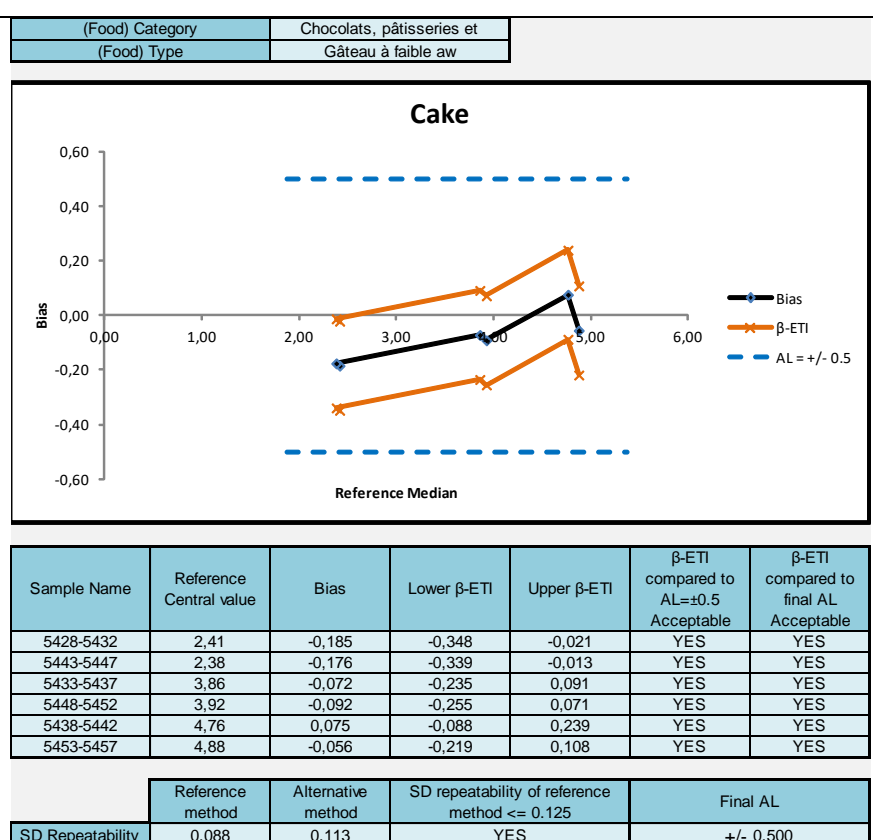 (Food) Category Chocolats, pâtisseries et
(Food) Type Gâteau à faible aw
Cake
0,60
0,40
0,20
0,00
-0,20
-0,40
-0,60
0,00 1,00 2,00 3,00 4,00 5,00 6,00
Bias
Reference Median
Bias
β-ETI
AL = +/- 0.5
Sample Name Reference Central value Bias Lower β-ETI Upper β-ETI β-ETI compared to AL=±0.5 Acceptable β-ETI compared to final AL Acceptable
5428-5432 2,41 -0,185 -0,348 -0,021 YES YES
5443-5447 2,38 -0,176 -0,339 -0,013 YES YES
5433-5437 3,86 -0,072 -0,235 0,091 YES YES
5448-5452 3,92 -0,092 -0,255 0,071 YES YES
5438-5442 4,76 0,075 -0,088 0,239 YES YES
5453-5457 4,88 -0,056 -0,219 0,108 YES YES
Reference method Alternative method SD repeatability of reference method <= 0.125 Final AL
SD Repeatability 0,088 0,113 YES +/- 0,500